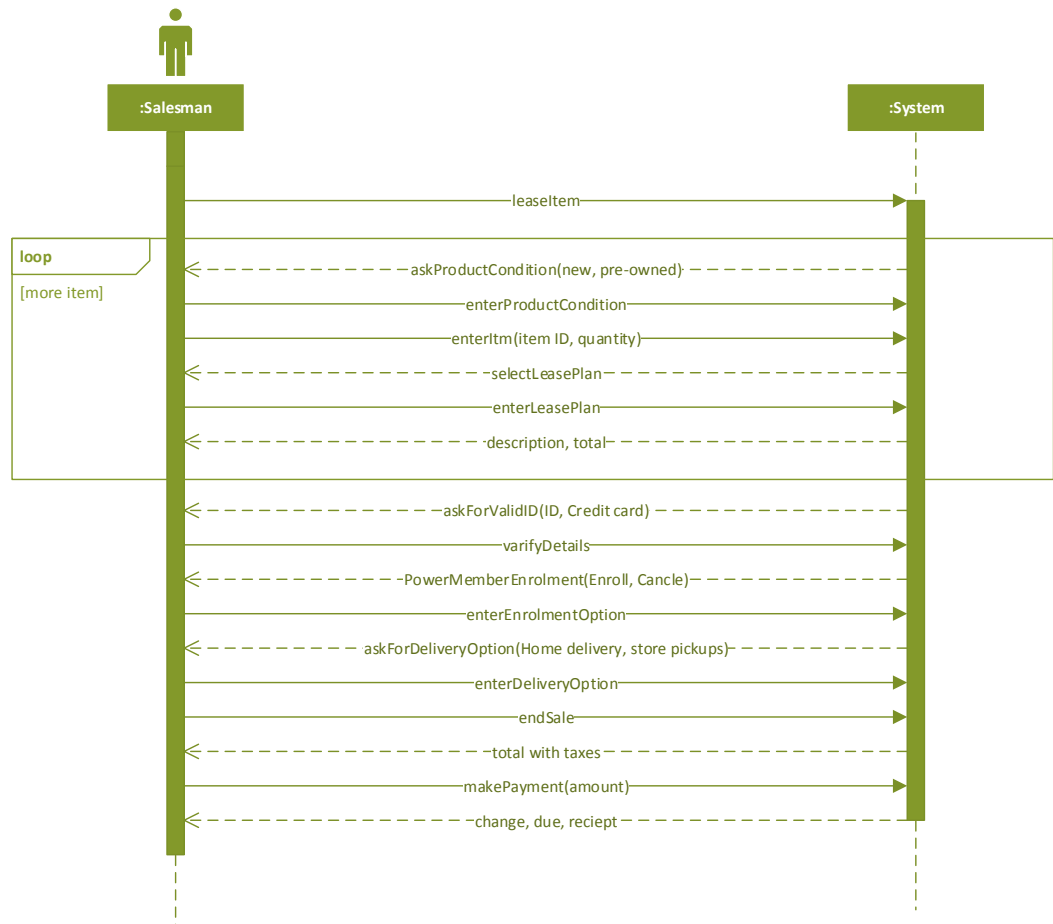 :Salesman
:System
leaseItem
loop
askProductCondition(new, pre-owned)
[more item]
enterProductCondition
enterItm(item ID, quantity)
selectLeasePlan
enterLeasePlan
description, total
askForValidID(ID, Credit card)
varifyDetails
PowerMemberEnrolment(Enroll, Cancle)
enterEnrolmentOption
askForDeliveryOption(Home delivery, store pickups)
enterDeliveryOption
endSale
total with taxes
makePayment(amount)
change, due, reciept